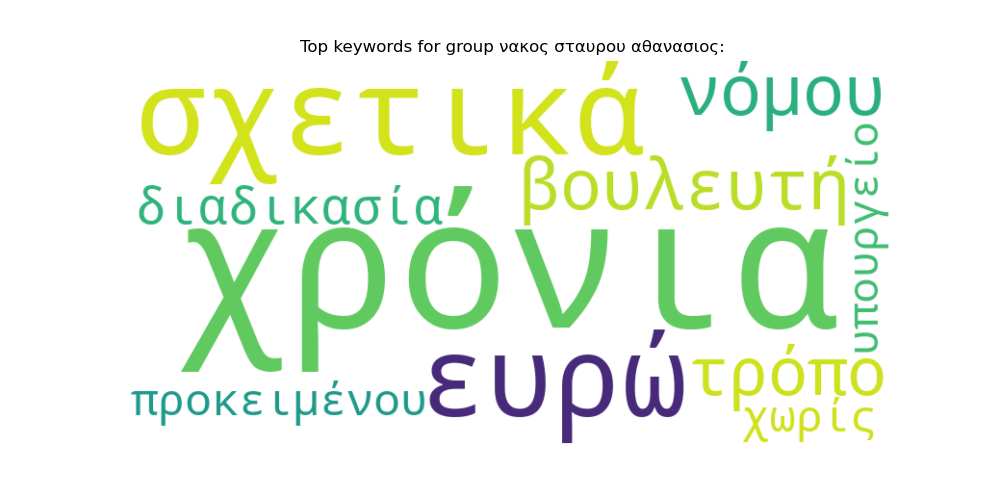 Top keywords for group νακος σταυρου αθανασιος:
σχετικά
νόμου
βουλευτή
διαδικασία
υπουργείο
χρόνια
ευρώ
τρόπο
προκειμένου
χωρίς